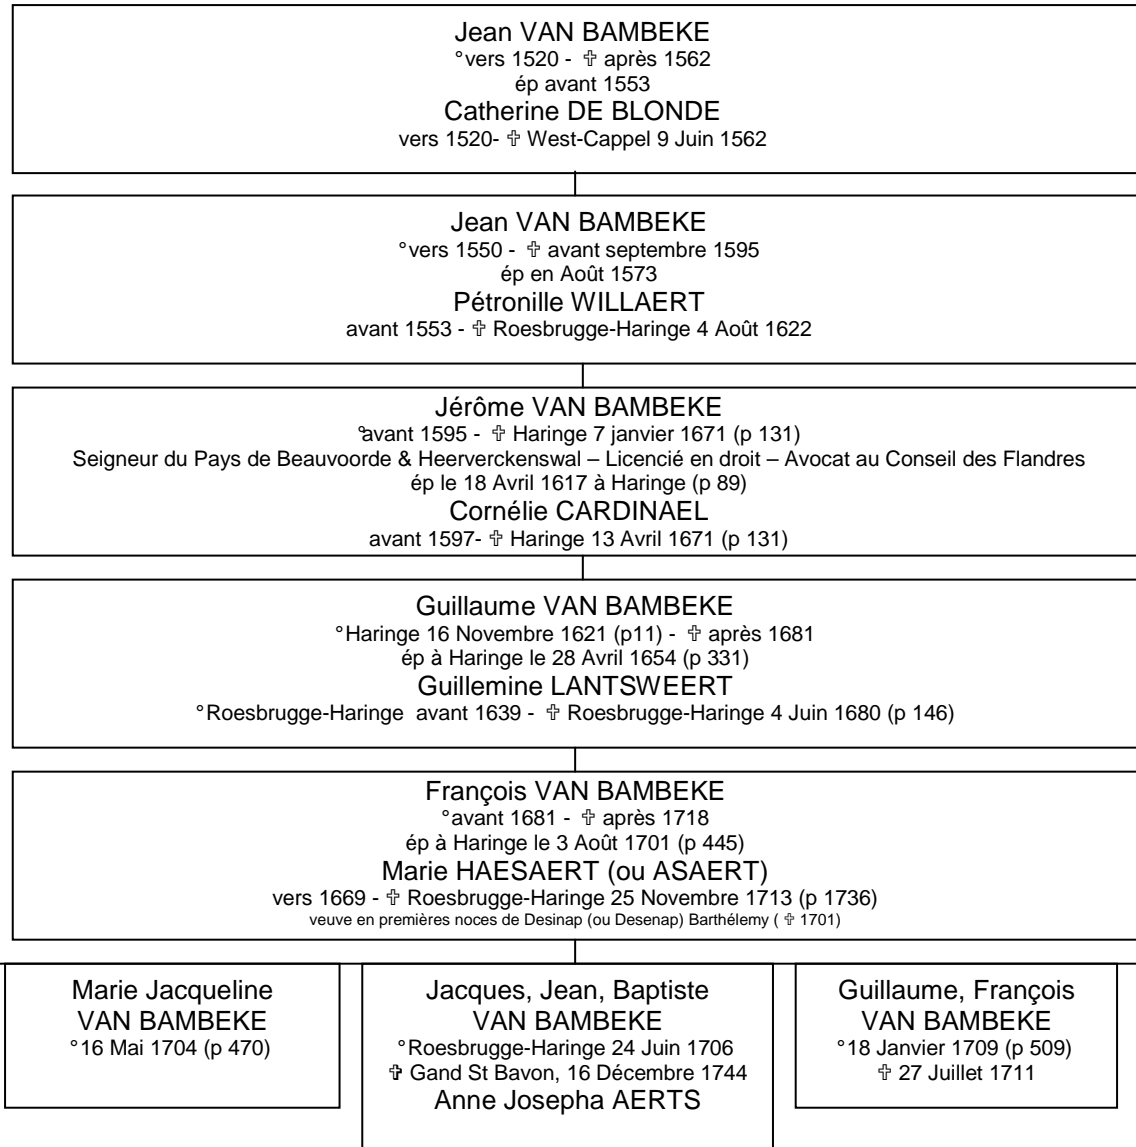 Jean VAN BAMBEKE
°vers 1520 - ✞ après 1562
ép avant 1553
Catherine DE BLONDE
vers 1520- ✞ West-Cappel 9 Juin 1562
Jean VAN BAMBEKE
°vers 1550 - ✞ avant septembre 1595
ép en Août 1573
Pétronille WILLAERT
avant 1553 - ✞ Roesbrugge-Haringe 4 Août 1622
Jérôme VAN BAMBEKE
°avant 1595 - ✞ Haringe 7 janvier 1671 (p 131)
Seigneur du Pays de Beauvoorde & Heerverckenswal – Licencié en droit – Avocat au Conseil des Flandres
ép le 18 Avril 1617 à Haringe (p 89)
Cornélie CARDINAEL
avant 1597- ✞ Haringe 13 Avril 1671 (p 131)
Guillaume VAN BAMBEKE
°Haringe 16 Novembre 1621 (p11) - ✞ après 1681
ép à Haringe le 28 Avril 1654 (p 331)
Guillemine LANTSWEERT
°Roesbrugge-Haringe avant 1639 - ✞ Roesbrugge-Haringe 4 Juin 1680 (p 146)
François VAN BAMBEKE
°avant 1681 - ✞ après 1718
ép à Haringe le 3 Août 1701 (p 445)
Marie HAESAERT (ou ASAERT)
vers 1669 - ✞ Roesbrugge-Haringe 25 Novembre 1713 (p 1736)
veuve en premières noces de Desinap (ou Desenap) Barthélemy ( ✞ 1701)
Marie Jacqueline
VAN BAMBEKE
°16 Mai 1704 (p 470)
Jacques, Jean, Baptiste
VAN BAMBEKE
°Roesbrugge-Haringe 24 Juin 1706
✞ Gand St Bavon, 16 Décembre 1744
Anne Josepha AERTS
Guillaume, François
VAN BAMBEKE
°18 Janvier 1709 (p 509)
✞ 27 Juillet 1711